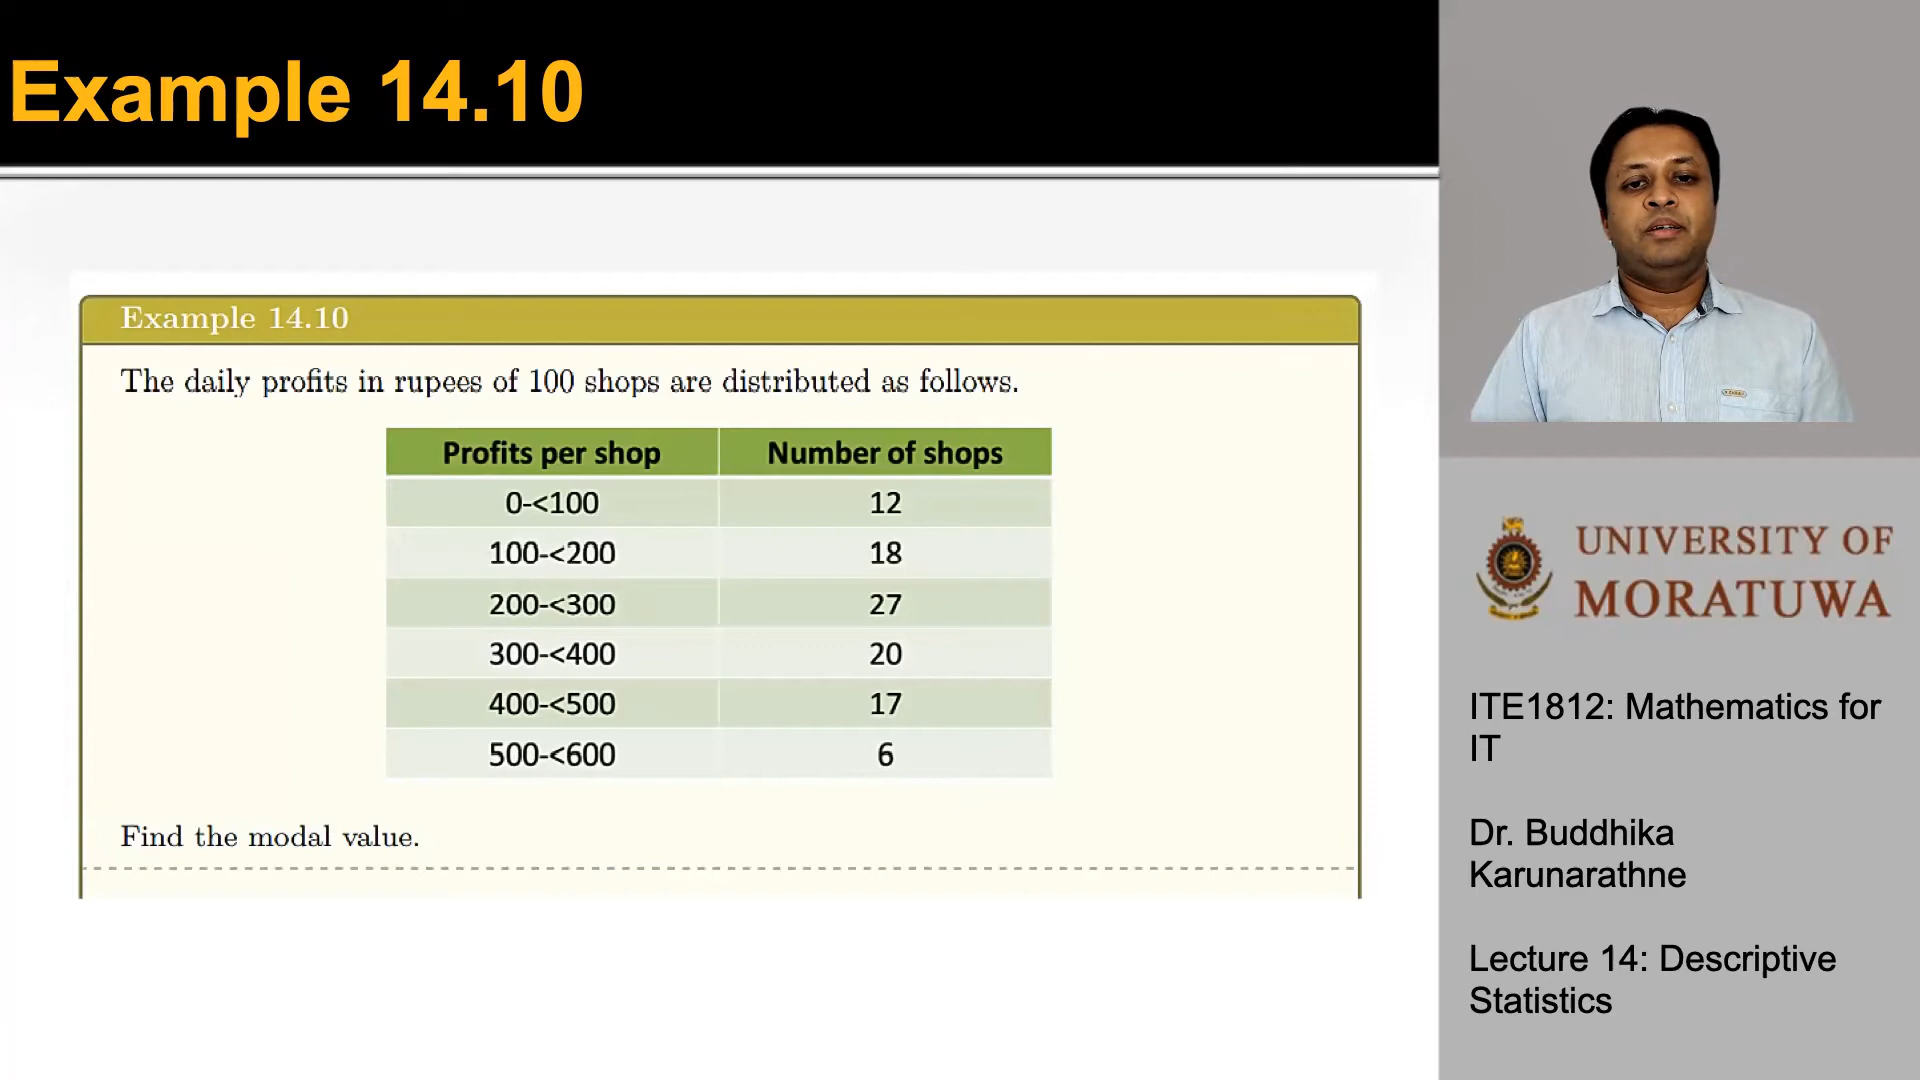 Example 14.10
Example 14.10
The daily profits in rupees of 100 shops are distributed as follows.
Profits per shop Number of shops
0-<100 12
100-<200 18
200-<300 27
300-<400 20
400-<500 17
500-<600 6
Find the modal value.
UNIVERSITY OF
MORATUWA
ITE1812: Mathematics for
IT
Dr. Buddhika
Karunarathne
Lecture 14: Descriptive
Statistics